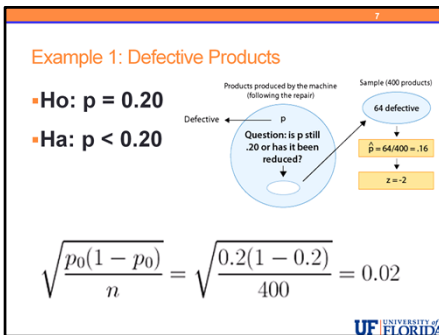 7
Example 1: Defective Products
▪Ho: p = 0.20
▪Ha: p < 0.20
Products produced by the machine
(following the repair)
Defective
p
Question: is p still
.20 or has it been
reduced?
Sample (400 products)
64 defective
p̂ = 64/400 = .16
z = -2
√(p₀(1 − p₀)/n) = √(0.2(1 − 0.2)/400) = 0.02
UF UNIVERSITY of
FLORIDA